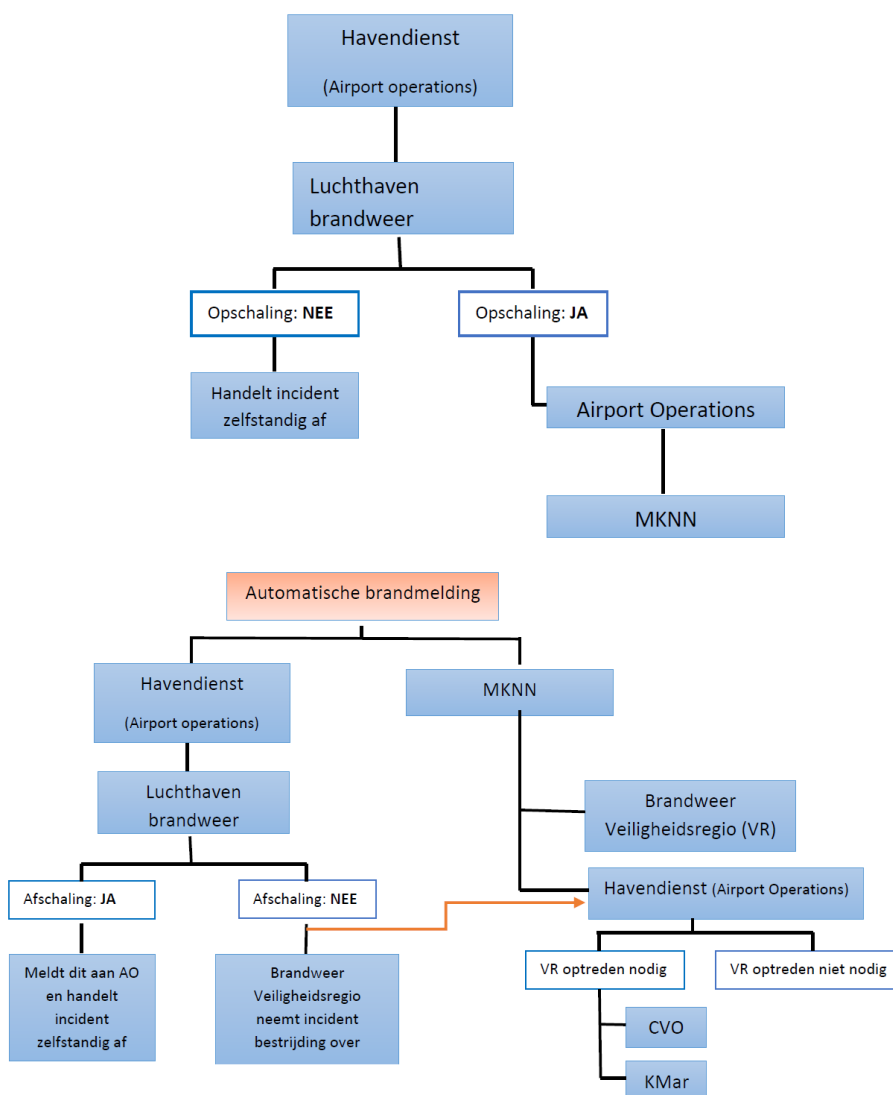 Havendienst
(Airport operations)
Luchthaven
brandweer
Opschaling: NEE
Opschaling: JA
Handelt incident
zelfstandig af
Airport Operations
MKNN
Automatische brandmelding
Havendienst
(Airport operations)
MKNN
Luchthaven
brandweer
Brandweer
Veiligheidsregio (VR)
Afschaling: JA
Afschaling: NEE
Havendienst (Airport Operations)
Meldt dit aan AO
en handelt
incident
zelfstandig af
Brandweer
Veiligheidsregio
neemt incident
bestrijding over
VR optreden nodig
VR optreden niet nodig
CVO
KMar